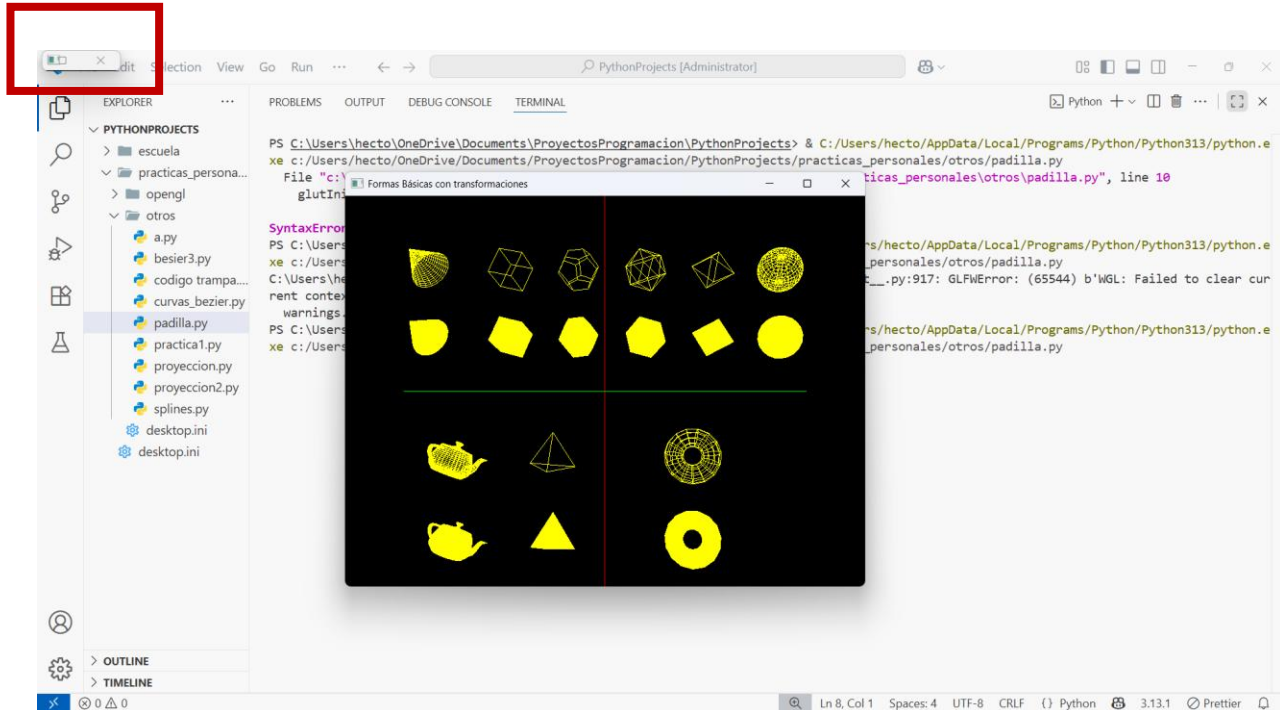 dit Selection View Go Run ··· PythonProjects [Administrator]
EXPLORER ··· PROBLEMS OUTPUT DEBUG CONSOLE TERMINAL Python
PYTHONPROJECTS
escuela
practicas_persona...
opengl
otros
a.py
besier3.py
codigo trampa....
curvas_bezier.py
padilla.py
practica1.py
proyeccion.py
proyeccion2.py
splines.py
desktop.ini
desktop.ini
OUTLINE
TIMELINE
PS C:\Users\hecto\OneDrive\Documents\ProyectosProgramacion\PythonProjects> & C:/Users/hecto/AppData/Local/Programs/Python/Python313/python.e
xe c:/Users/hecto/OneDrive/Documents/ProyectosProgramacion/PythonProjects/practicas_personales/otros/padilla.py
File "c:\ ticas_personales\otros\padilla.py", line 10
glutIni
SyntaxError
PS C:\Users rs/hecto/AppData/Local/Programs/Python/Python313/python.e
xe c:/Users _personales/otros/padilla.py
C:\Users\he t__.py:917: GLFWError: (65544) b'WGL: Failed to clear cur
rent contex
warnings.
PS C:\Users rs/hecto/AppData/Local/Programs/Python/Python313/python.e
xe c:/Users _personales/otros/padilla.py
Formas Básicas con transformaciones
0 0 Ln 8, Col 1 Spaces: 4 UTF-8 CRLF {} Python 3.13.1 Prettier